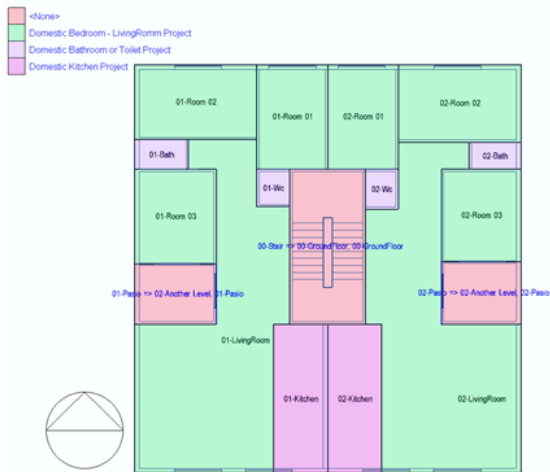 <None>
Domestic Bedroom - LivingRomm Project
Domestic Bathroom or Toilet Project
Domestic Kitchen Project
01-Room 02
02-Room 02
01-Room 01
02-Room 01
01-Bath
02-Bath
01-Wc
02-Wc
01-Room 03
02-Room 03
00-Stair => 00-GroundFloor, 00-GroundFloor
01-Pasio => 02-Another Level, 01-Pasio
02-Pasio => 02-Another Level, 02-Pasio
01-LivingRoom
01-Kitchen
02-Kitchen
02-LivingRoom